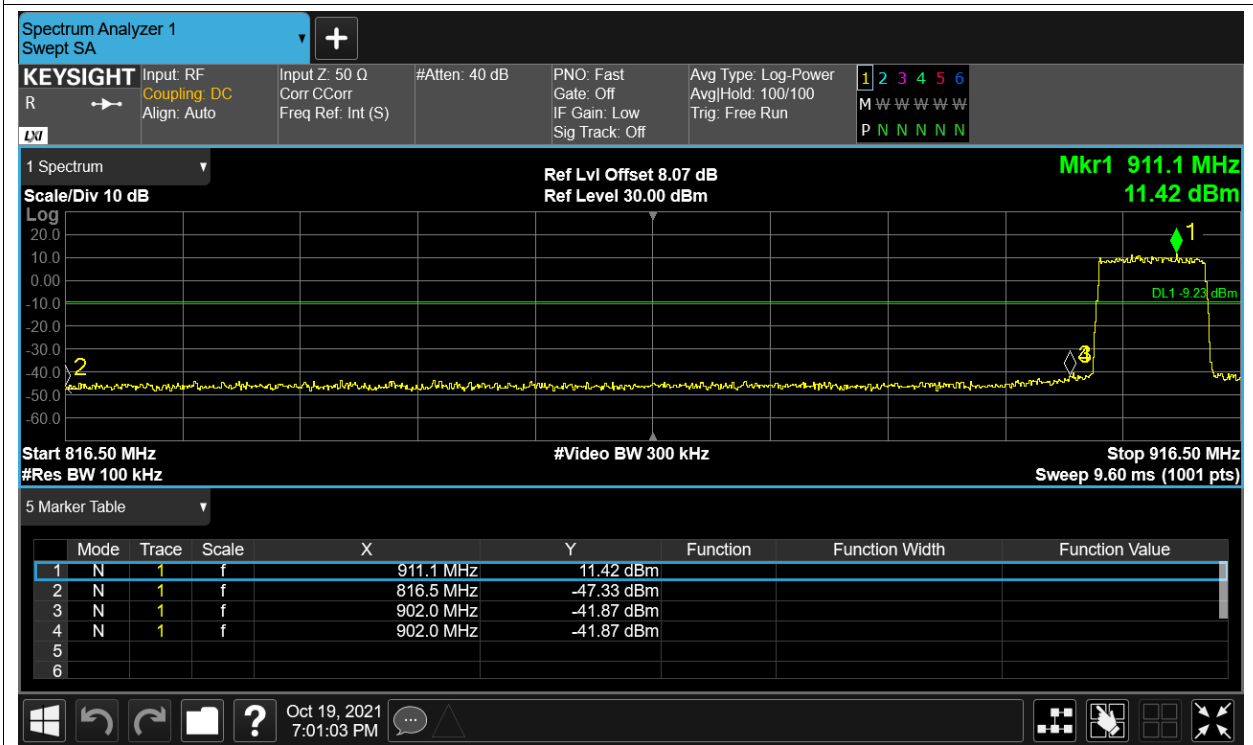 Spectrum Analyzer 1
Swept SA
+
KEYSIGHT Input: RF Input Z: 50 Ω #Atten: 40 dB PNO: Fast Avg Type: Log-Power 1 2 3 4 5 6
R Coupling: DC Corr CCorr Gate: Off Avg|Hold: 100/100 M W W W W W
Align: Auto Freq Ref: Int (S) IF Gain: Low Trig: Free Run
LXI Sig Track: Off P N N N N N
1 Spectrum Ref Lvl Offset 8.07 dB Mkr1 911.1 MHz
Scale/Div 10 dB Ref Level 30.00 dBm 11.42 dBm
Log
20.0 1
10.0
0.00
-10.0 DL1 -9.23 dBm
-20.0
-30.0
-40.0 2
-50.0
-60.0
Start 816.50 MHz #Video BW 300 kHz Stop 916.50 MHz
#Res BW 100 kHz Sweep 9.60 ms (1001 pts)
5 Marker Table
Mode Trace Scale X Y Function Function Width Function Value
1 N 1 f 911.1 MHz 11.42 dBm
2 N 1 f 816.5 MHz -47.33 dBm
3 N 1 f 902.0 MHz -41.87 dBm
4 N 1 f 902.0 MHz -41.87 dBm
5
6
? Oct 19, 2021
7:01:03 PM